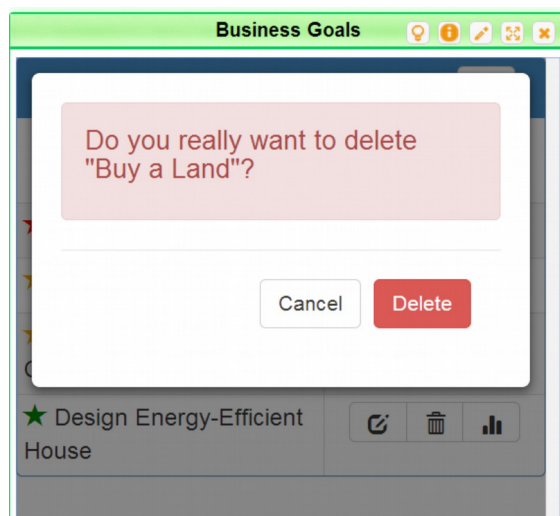 Business Goals
Do you really want to delete
"Buy a Land"?
Cancel
Delete
Design Energy-Efficient
House